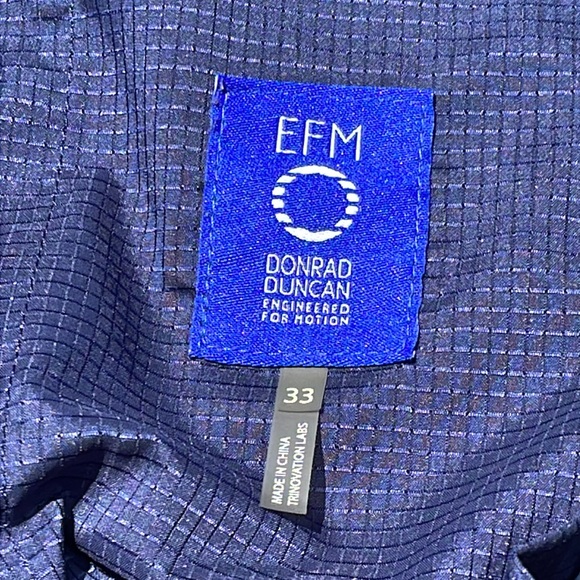 EFM
DONRAD
DUNCAN
ENGINEERED
FOR MOTION
33
MADE IN CHINA
TRINOVATION LABS